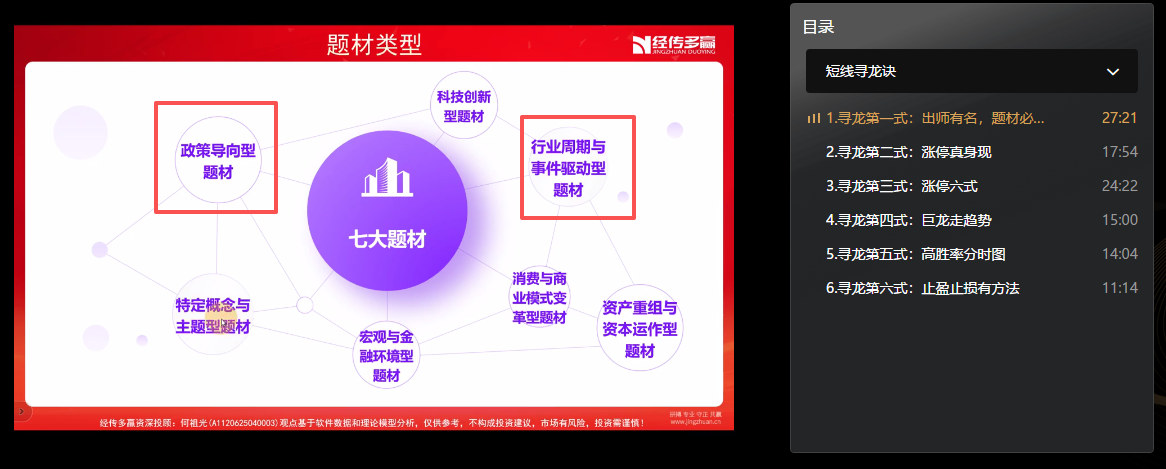 题材类型
经传多赢
JINGZHUAN DUOYING
科技创新
型题材
政策导向型
题材
行业周期与
事件驱动型
题材
七大题材
特定概念与
主题型题材
消费与商
业模式变
革型题材
资产重组与
资本运作型
题材
宏观与金
融环境型
题材
拼搏 专业 守正 共赢
www.jingzhuan.cn
经传多赢资深投顾：何祖光(A1120625040003)观点基于软件数据和理论模型分析，仅供参考，不构成投资建议，市场有风险，投资需谨慎！
目录
短线寻龙诀
1.寻龙第一式：出师有名，题材必... 27:21
2.寻龙第二式：涨停真身现 17:54
3.寻龙第三式：涨停六式 24:22
4.寻龙第四式：巨龙走趋势 15:00
5.寻龙第五式：高胜率分时图 14:04
6.寻龙第六式：止盈止损有方法 11:14